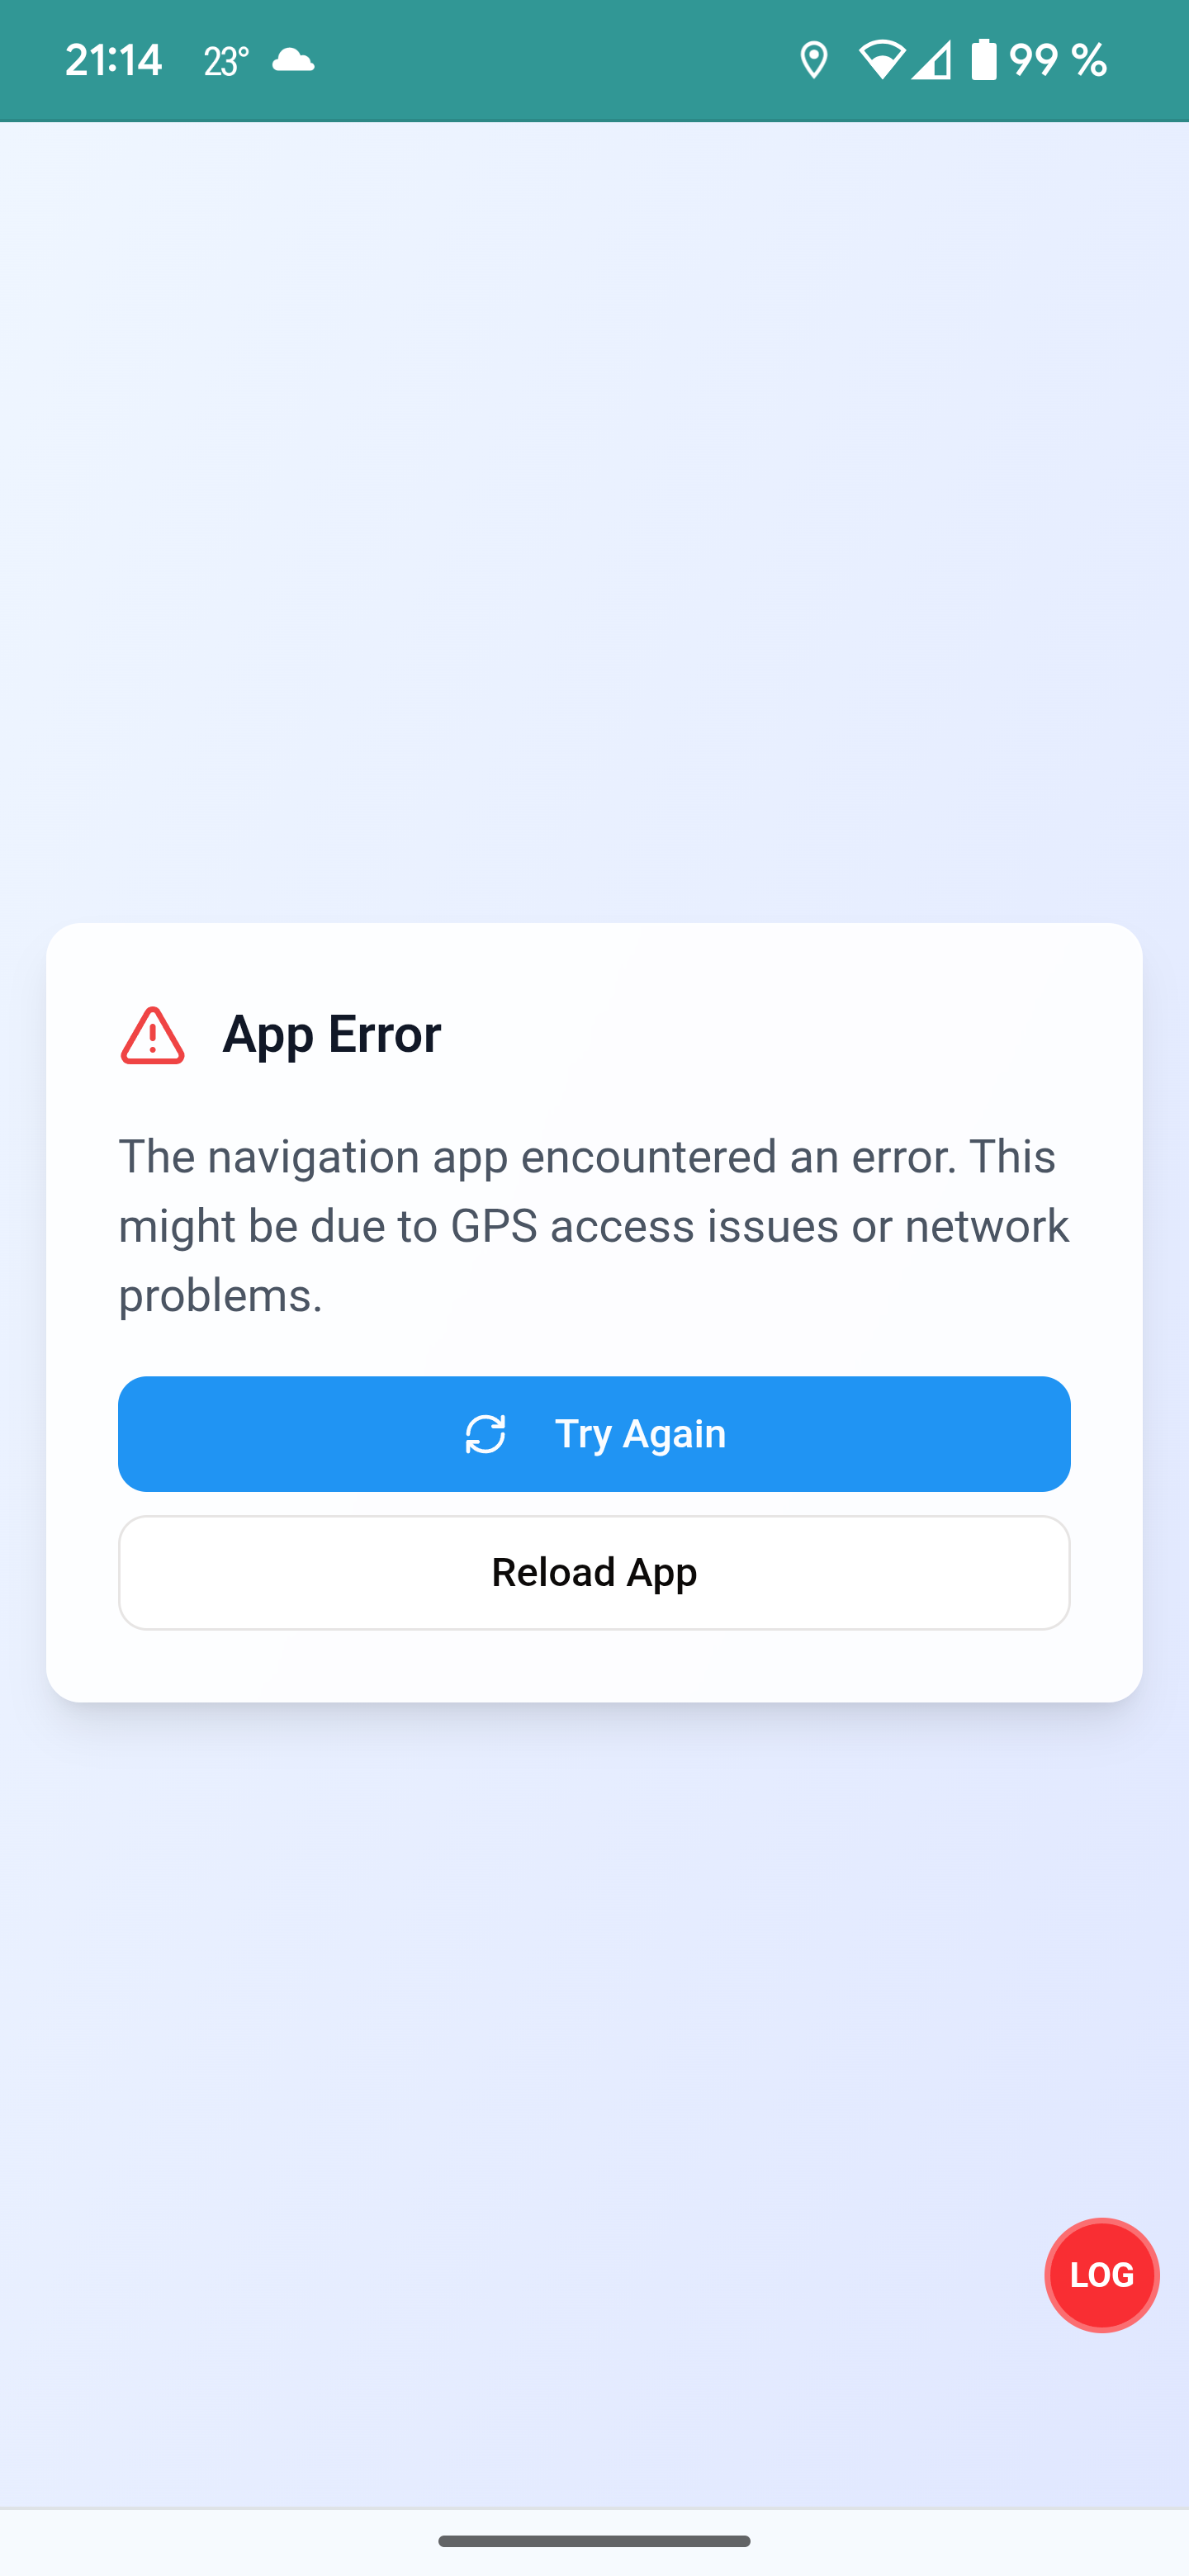 21:14 23° 99 %
App Error
The navigation app encountered an error. This
might be due to GPS access issues or network
problems.
Try Again
Reload App
LOG